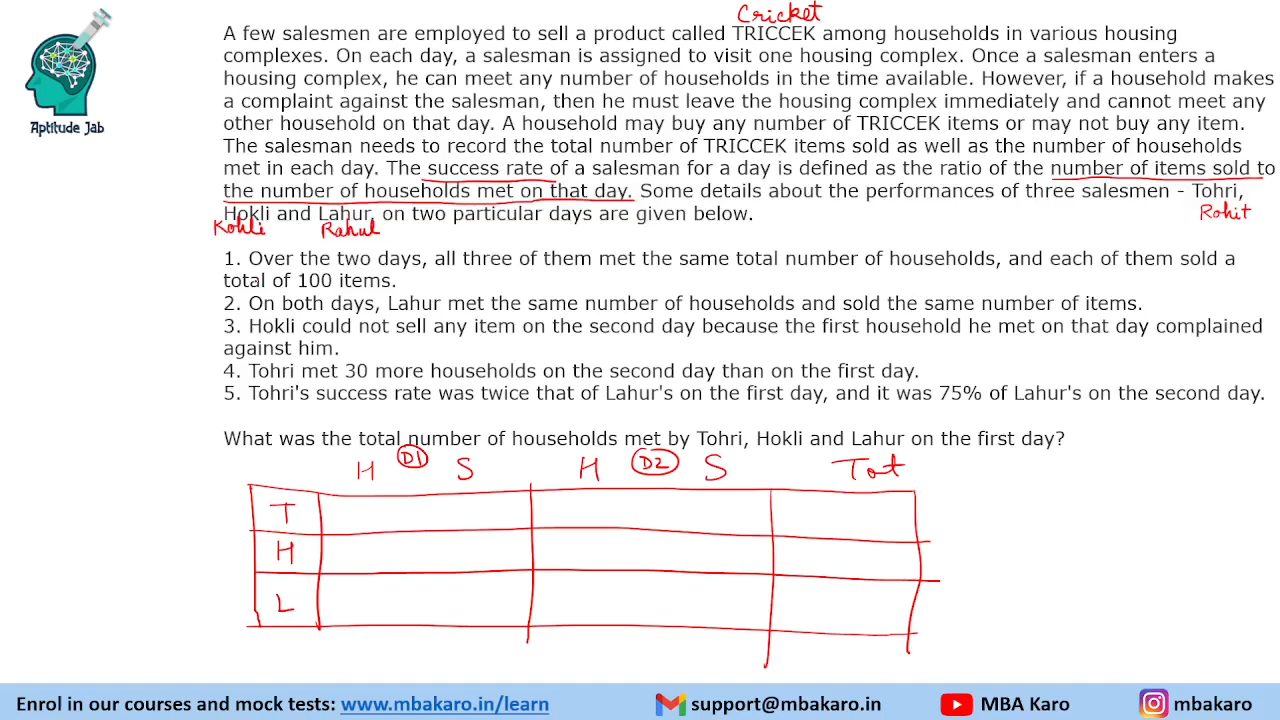 Cricket
A few salesmen are employed to sell a product called TRICCEK among households in various housing
complexes. On each day, a salesman is assigned to visit one housing complex. Once a salesman enters a
housing complex, he can meet any number of households in the time available. However, if a household makes
a complaint against the salesman, then he must leave the housing complex immediately and cannot meet any
other household on that day. A household may buy any number of TRICCEK items or may not buy any item.
The salesman needs to record the total number of TRICCEK items sold as well as the number of households
met in each day. The success rate of a salesman for a day is defined as the ratio of the number of items sold to
the number of households met on that day. Some details about the performances of three salesmen - Tohri,
Hokli and Lahur, on two particular days are given below.
Kohli Rahul Rohit
1. Over the two days, all three of them met the same total number of households, and each of them sold a
total of 100 items.
2. On both days, Lahur met the same number of households and sold the same number of items.
3. Hokli could not sell any item on the second day because the first household he met on that day complained
against him.
4. Tohri met 30 more households on the second day than on the first day.
5. Tohri's success rate was twice that of Lahur's on the first day, and it was 75% of Lahur's on the second day.
What was the total number of households met by Tohri, Hokli and Lahur on the first day?
H D1 S H D2 S Tot
T
H
L
Aptitude Jab
Enrol in our courses and mock tests: www.mbakaro.in/learn support@mbakaro.in MBA Karo mbakaro